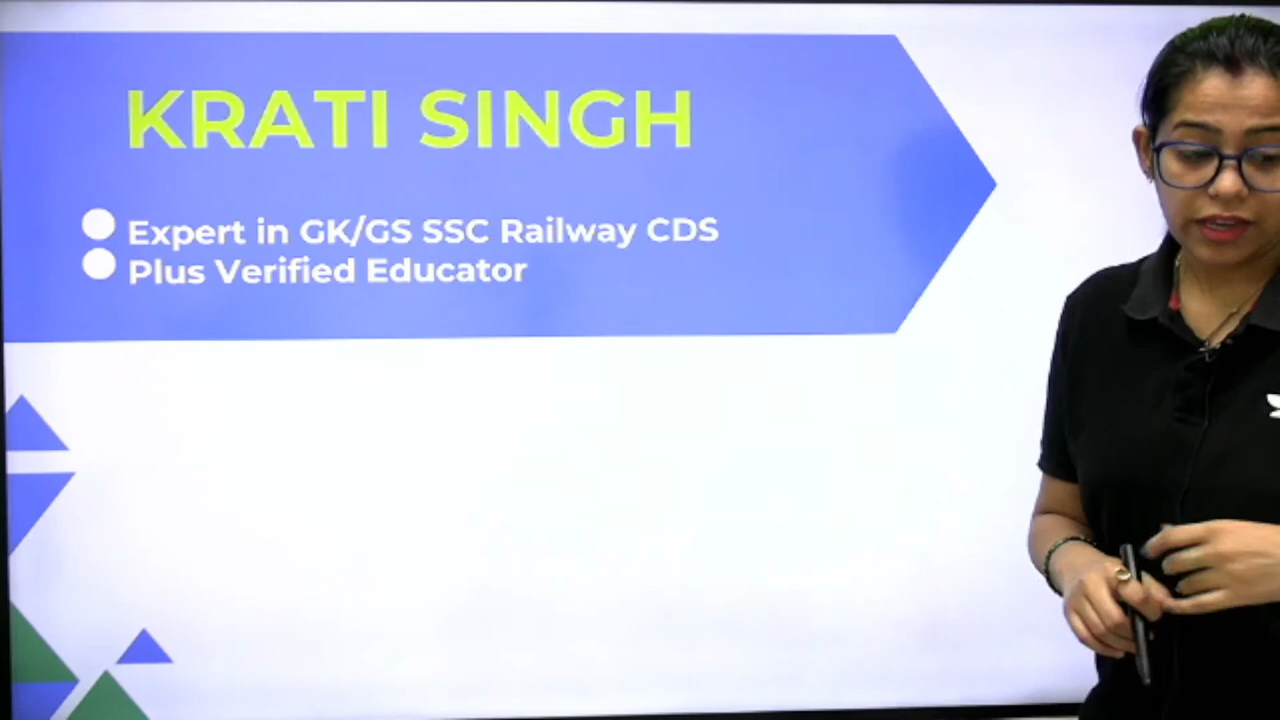 KRATI SINGH
Expert in GK/GS SSC Railway CDS
Plus Verified Educator